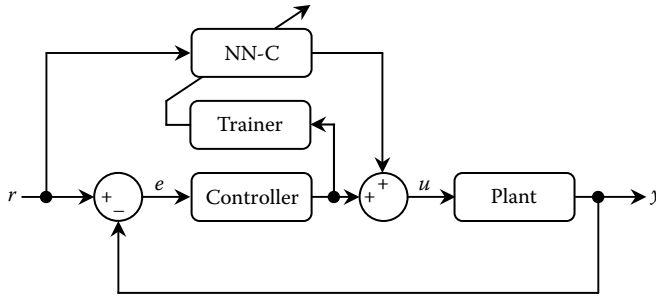 NN-C
Trainer
r
+
−
e
Controller
+
+
u
Plant
y